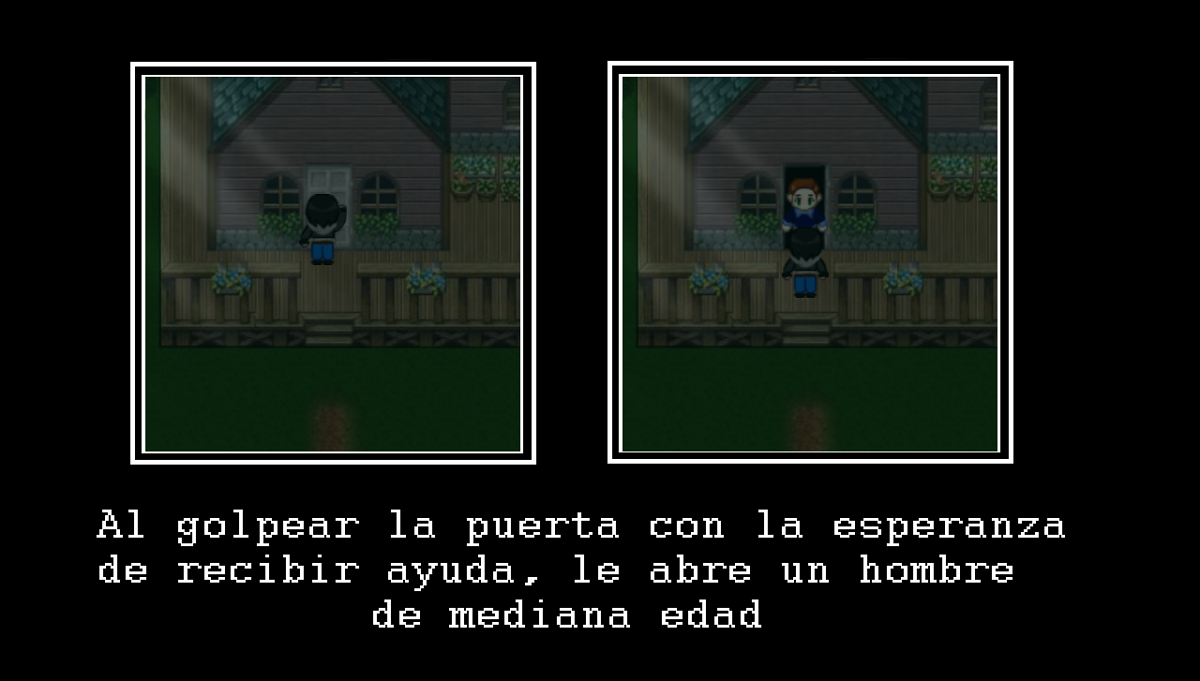 Al golpear la puerta con la esperanza
de recibir ayuda, le abre un hombre
de mediana edad